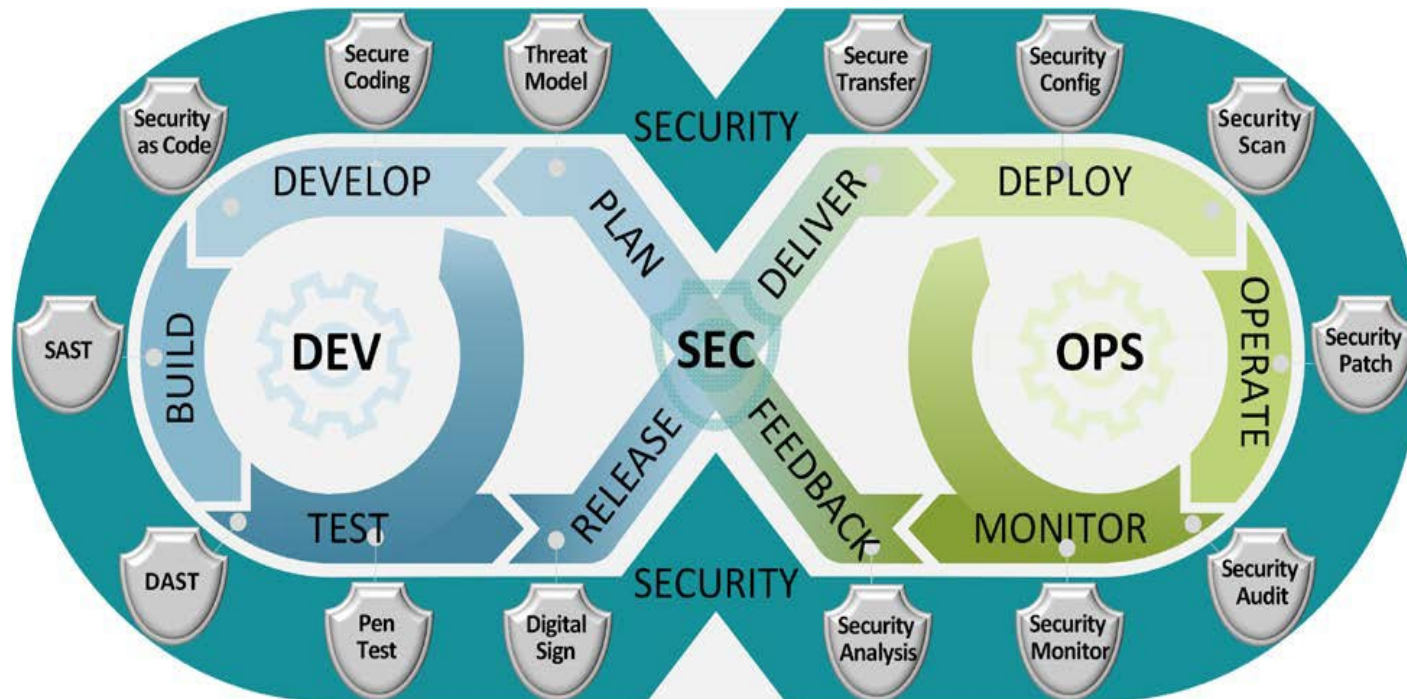 Secure
Coding
Threat
Model
Secure
Transfer
Security
Config
Security
as Code
SECURITY
Security
Scan
DEVELOP
PLAN
DELIVER
DEPLOY
SAST
BUILD
DEV
SEC
OPS
OPERATE
Security
Patch
TEST
RELEASE
FEEDBACK
MONITOR
DAST
Pen
Test
Digital
Sign
SECURITY
Security
Analysis
Security
Monitor
Security
Audit